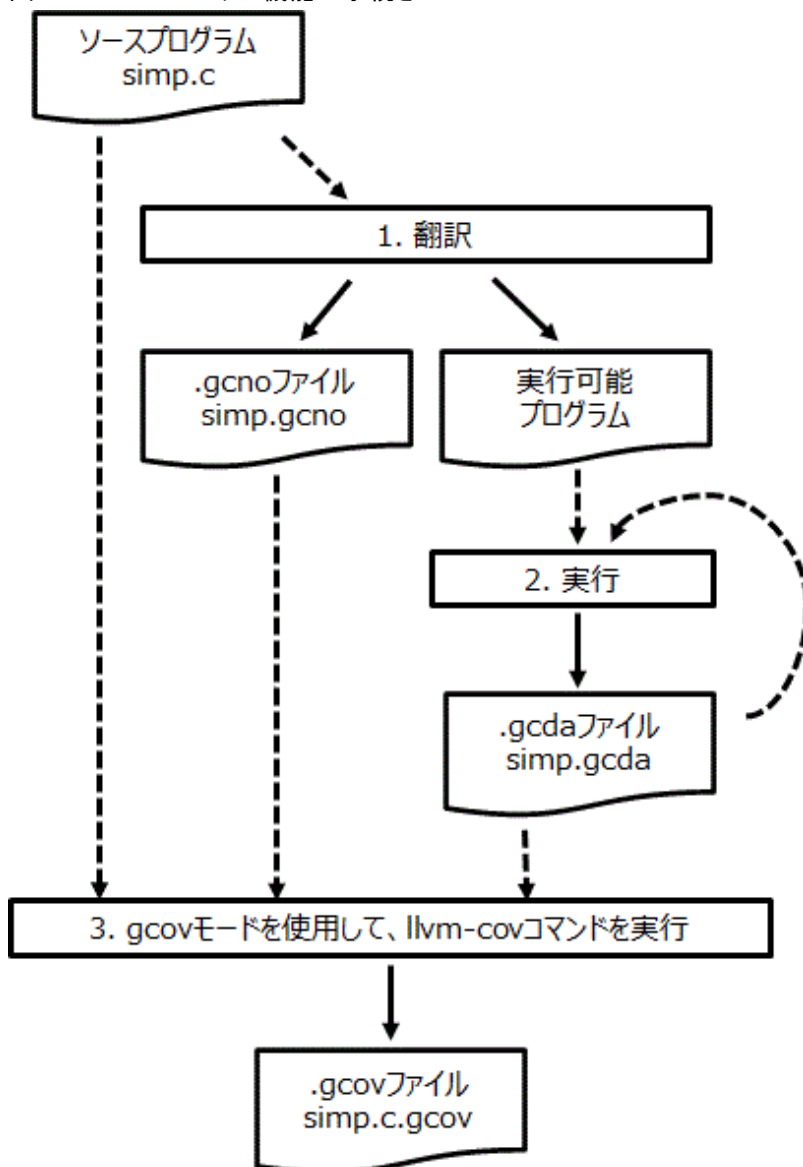 ソースプログラム
simp.c
1. 翻訳
.gcnoファイル
simp.gcno
実行可能
プログラム
2. 実行
.gcdaファイル
simp.gcda
3. gcovモードを使用して、llvm-covコマンドを実行
.gcovファイル
simp.c.gcov